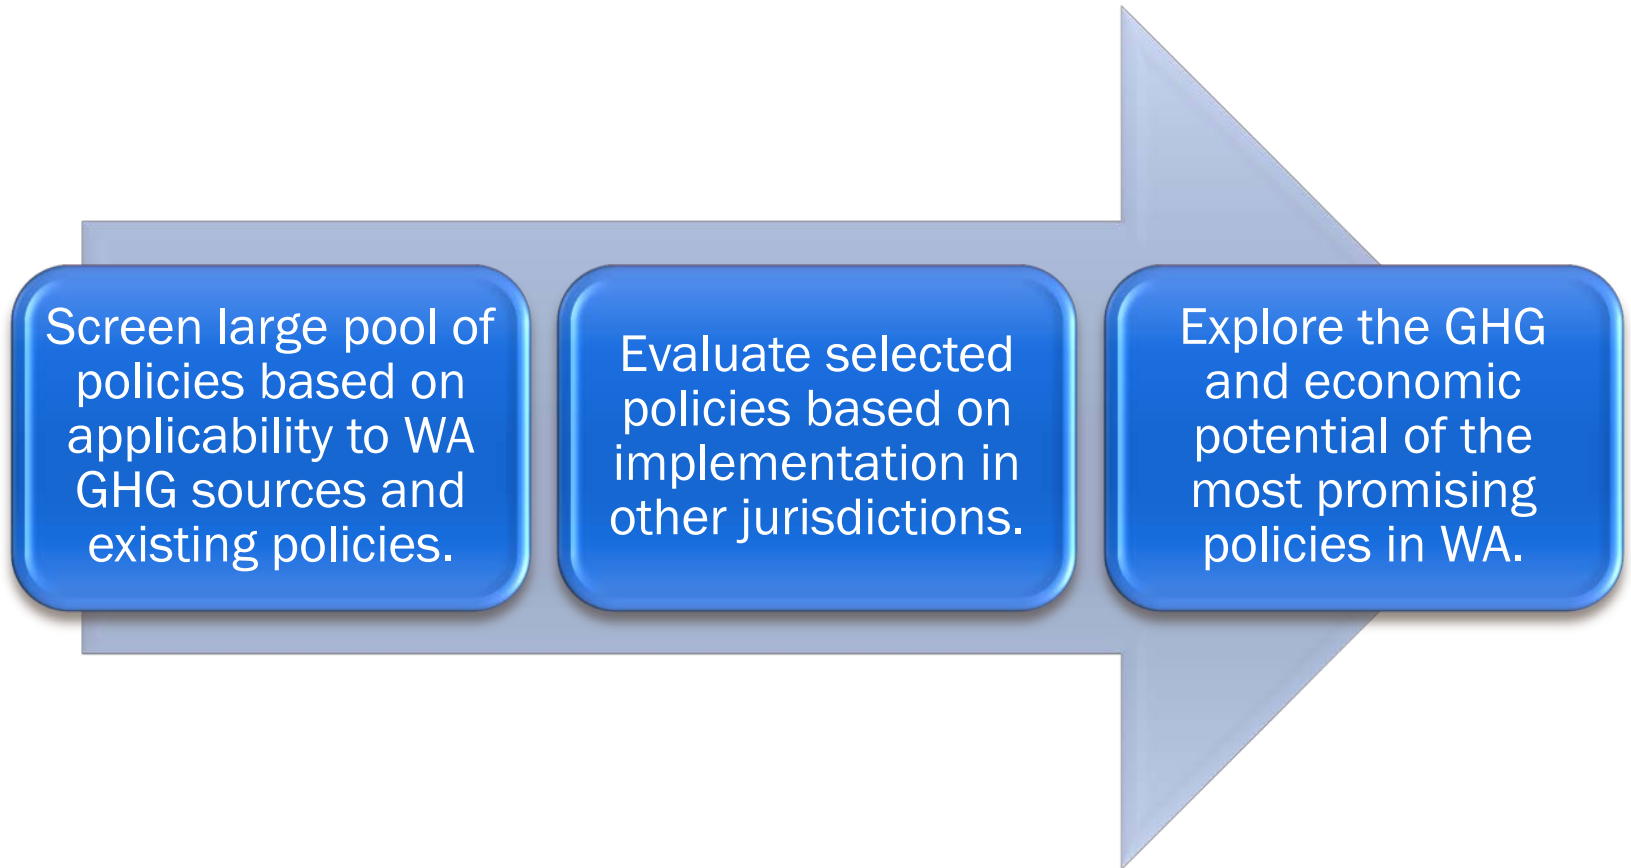 Screen large pool of
policies based on
applicability to WA
GHG sources and
existing policies.
Evaluate selected
policies based on
implementation in
other jurisdictions.
Explore the GHG
and economic
potential of the
most promising
policies in WA.